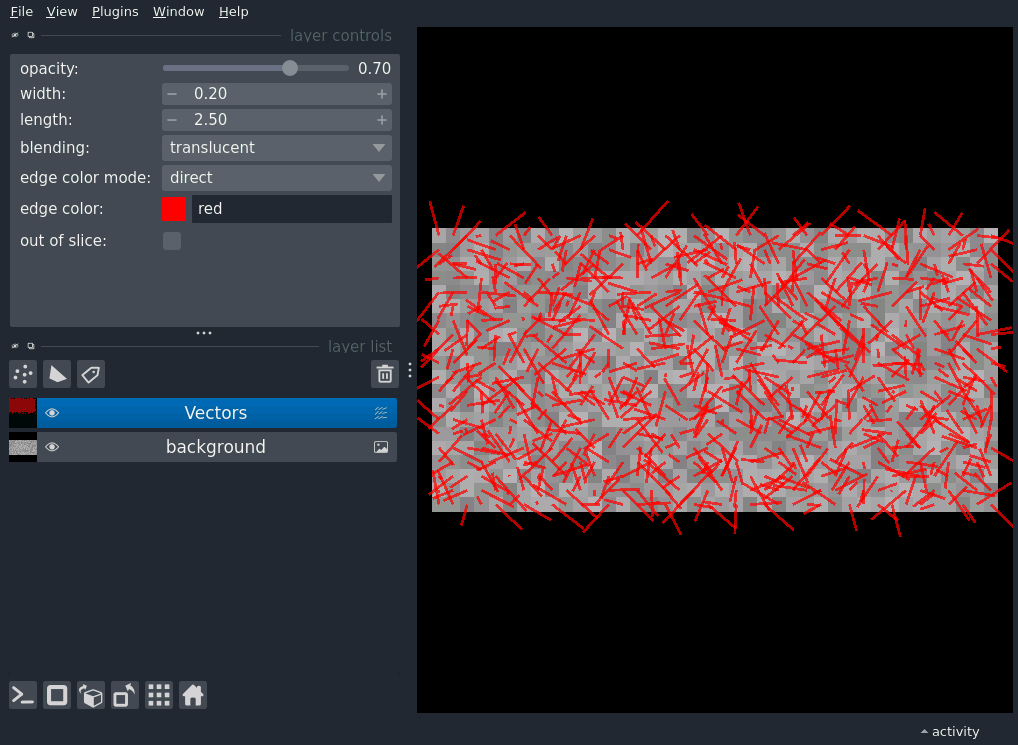 File View Plugins Window Help
layer controls
opacity: 0.70
width: − 0.20 +
length: − 2.50 +
blending: translucent
edge color mode: direct
edge color: red
out of slice:
layer list
Vectors
background
activity